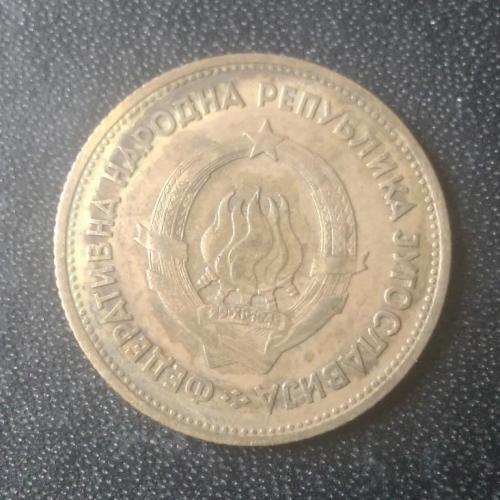 ФЕДЕРАТИВНА НАРОДНА РЕПУБЛИКА ЈУГОСЛАВИЈА